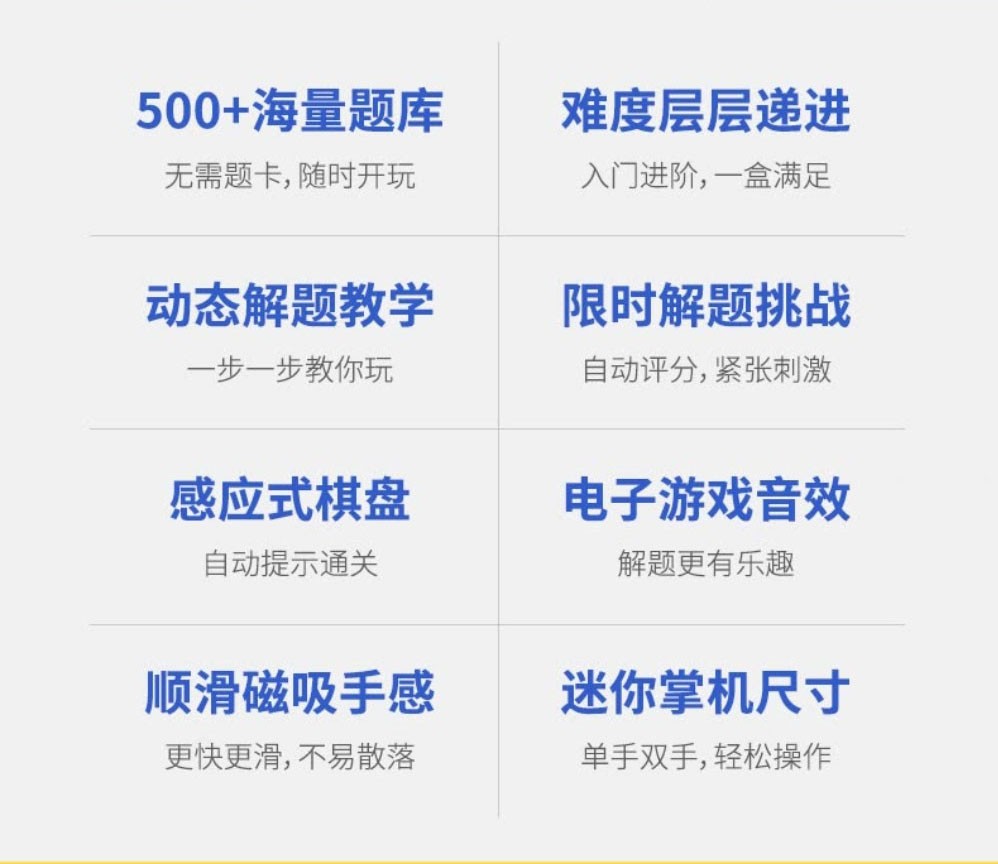 500+海量题库
无需题卡，随时开玩
难度层层递进
入门进阶，一盒满足
动态解题教学
一步一步教你玩
限时解题挑战
自动评分，紧张刺激
感应式棋盘
自动提示通关
电子游戏音效
解题更有乐趣
顺滑磁吸手感
更快更滑，不易散落
迷你掌机尺寸
单手双手，轻松操作